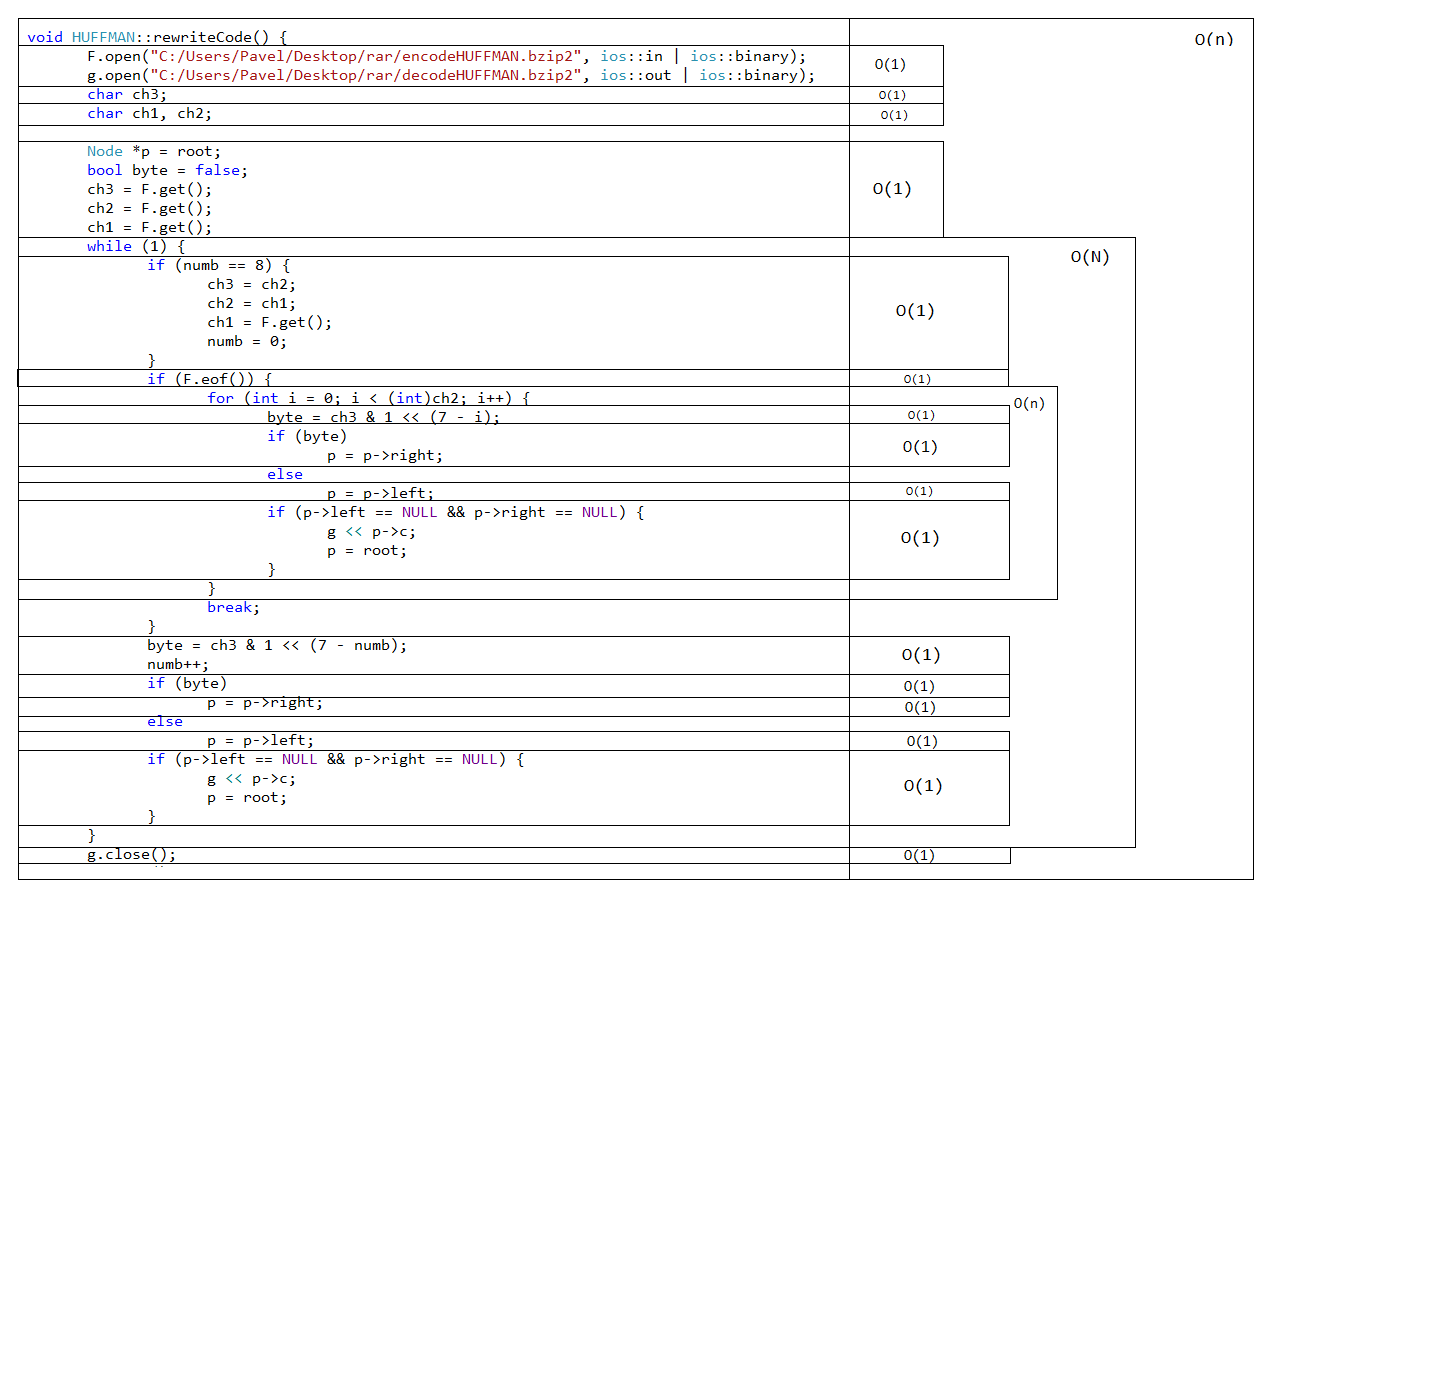 void HUFFMAN::rewriteCode() { O(n)
F.open("C:/Users/Pavel/Desktop/rar/encodeHUFFMAN.bzip2", ios::in | ios::binary); O(1)
g.open("C:/Users/Pavel/Desktop/rar/decodeHUFFMAN.bzip2", ios::out | ios::binary);
char ch3; O(1)
char ch1, ch2; O(1)
Node *p = root;
bool byte = false;
ch3 = F.get(); O(1)
ch2 = F.get();
ch1 = F.get();
while (1) { O(N)
if (numb == 8) {
ch3 = ch2;
ch2 = ch1; O(1)
ch1 = F.get();
numb = 0;
}
if (F.eof()) { O(1)
for (int i = 0; i < (int)ch2; i++) { O(n)
byte = ch3 & 1 << (7 - i); O(1)
if (byte) O(1)
p = p->right;
else
p = p->left; O(1)
if (p->left == NULL && p->right == NULL) {
g << p->c; O(1)
p = root;
}
}
break;
}
byte = ch3 & 1 << (7 - numb); O(1)
numb++;
if (byte) O(1)
p = p->right; O(1)
else
p = p->left; O(1)
if (p->left == NULL && p->right == NULL) {
g << p->c; O(1)
p = root;
}
}
g.close(); O(1)